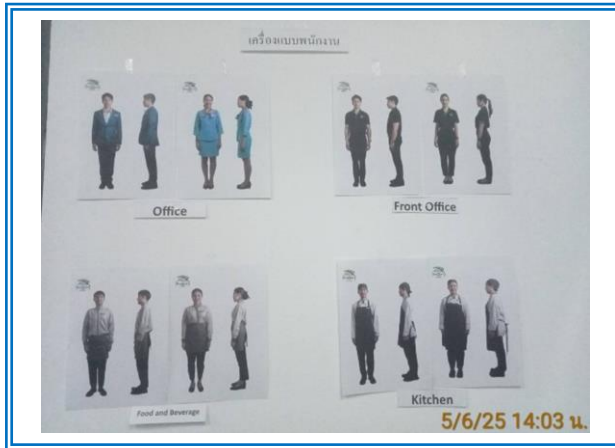 เครื่องแบบพนักงาน
Office
Front Office
Food and Beverage
Kitchen
5/6/25 14:03 น.